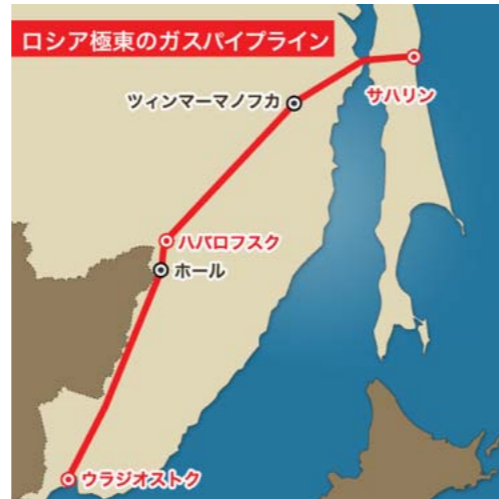 ロシア極東のガスパイプライン
ツィンマーマノフカ
サハリン
ハバロフスク
ホール
ウラジオストク